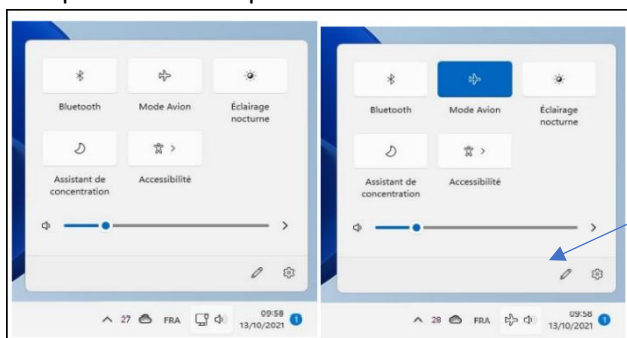 Bluetooth
Mode Avion
Éclairage nocturne
Assistant de concentration
Accessibilité
27
FRA
09:58
13/10/2021
1
Bluetooth
Mode Avion
Éclairage nocturne
Assistant de concentration
Accessibilité
28
FRA
09:58
13/10/2021
1